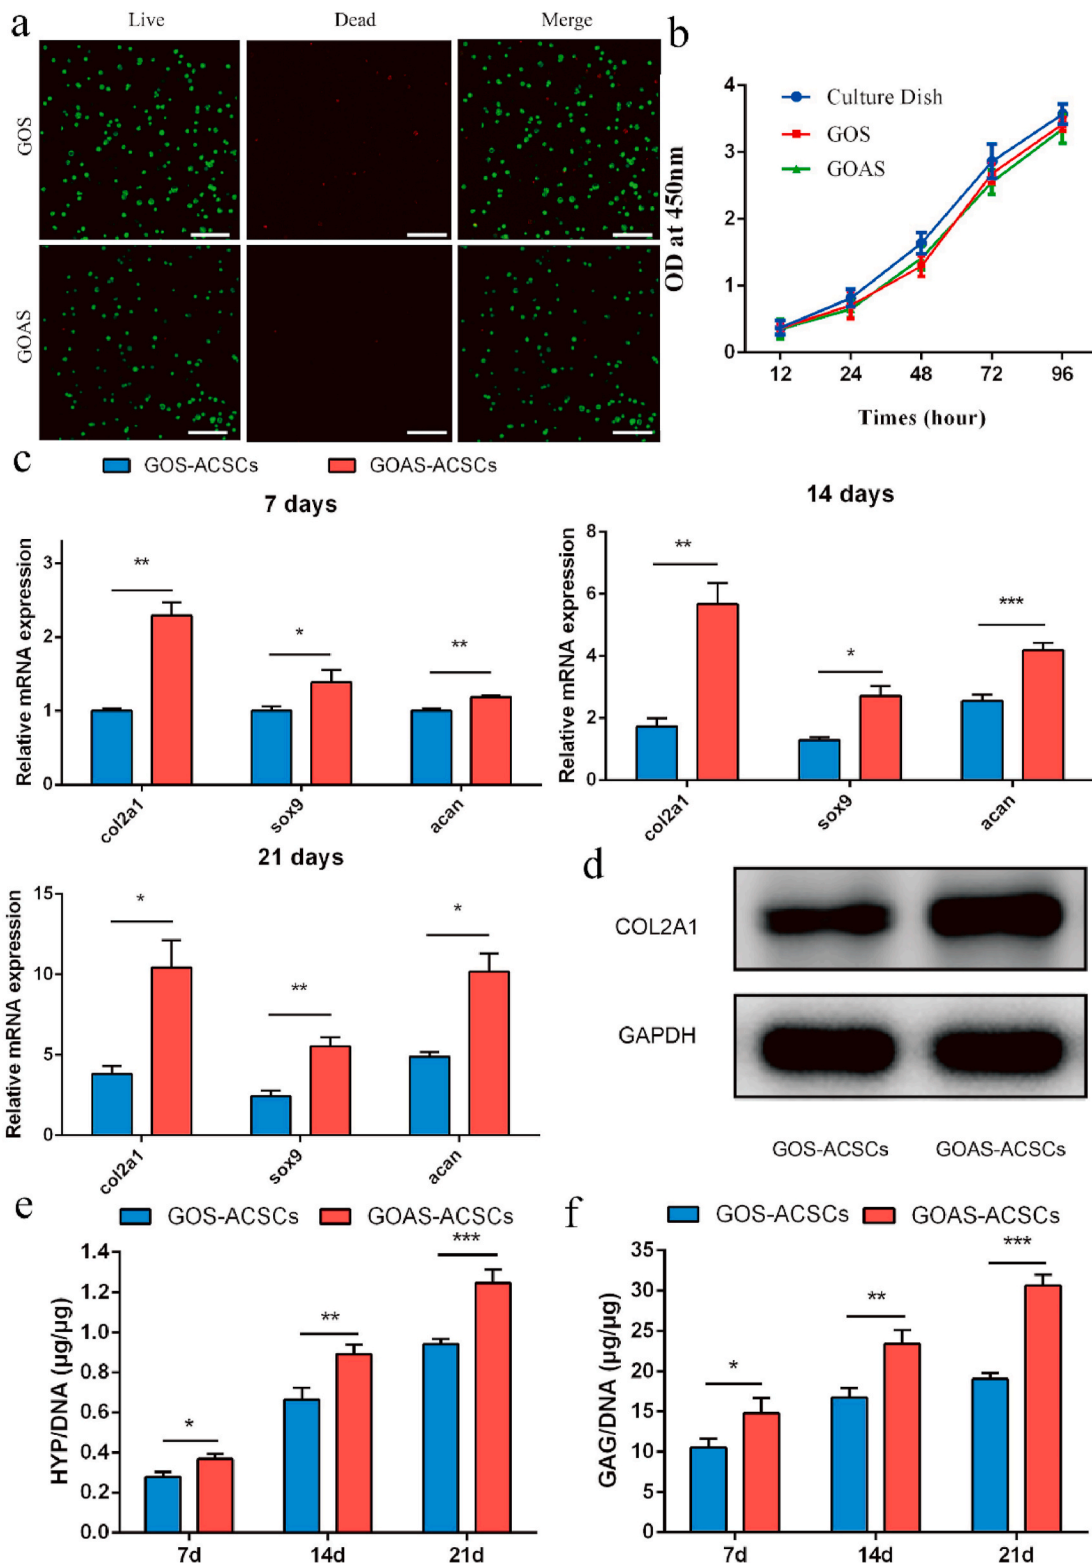 a
Live
Dead
Merge
GOS
GOAS
b
Culture Dish
GOS
GOAS
OD at 450nm
4
3
2
1
0
12
24
48
72
96
Times (hour)
c
GOS-ACSCs
GOAS-ACSCs
7 days
Relative mRNA expression
3
2
1
0
**
*
**
col2a1
sox9
acan
14 days
Relative mRNA expression
8
6
4
2
0
**
*
***
col2a1
sox9
acan
21 days
Relative mRNA expression
15
10
5
0
*
**
*
col2a1
sox9
acan
d
COL2A1
GAPDH
GOS-ACSCs
GOAS-ACSCs
e
GOS-ACSCs
GOAS-ACSCs
HYP/DNA (μg/μg)
1.4
1.2
1.0
0.8
0.6
0.4
0.2
0.0
*
**
***
7d
14d
21d
f
GOS-ACSCs
GOAS-ACSCs
GAG/DNA (μg/μg)
35
30
25
20
15
10
5
0
*
**
***
7d
14d
21d